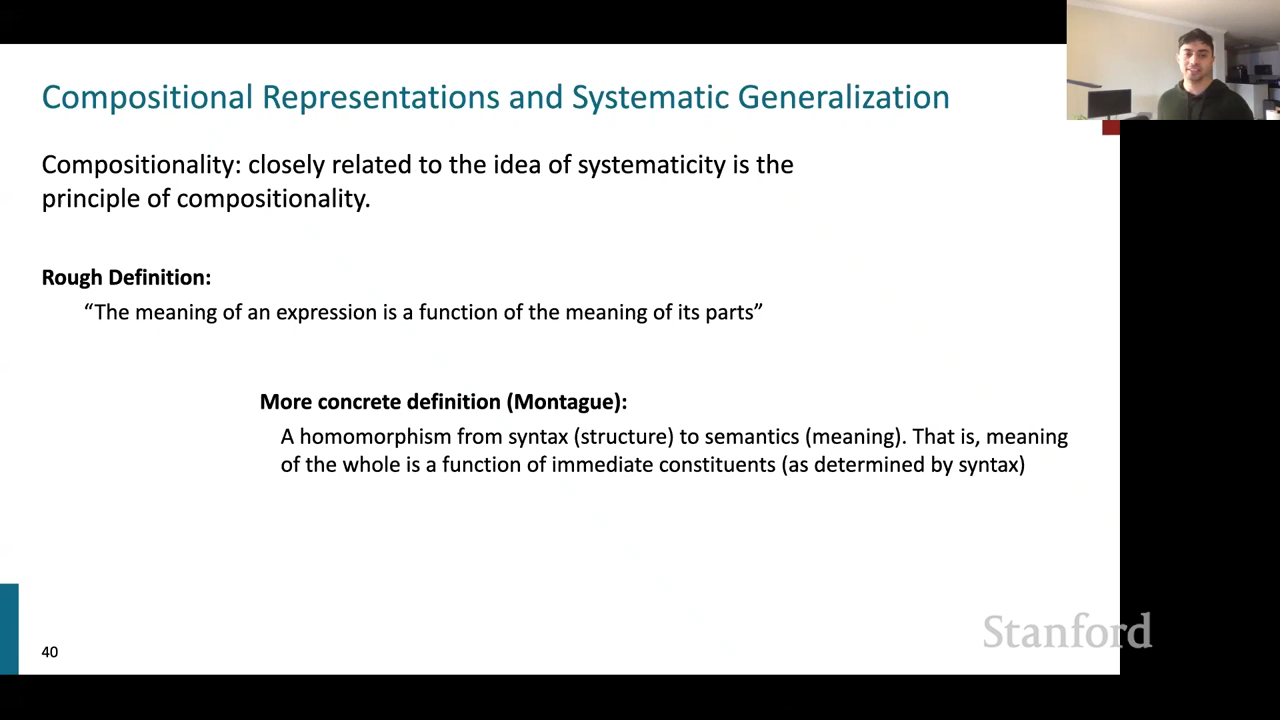 Compositional Representations and Systematic Generalization
Compositionality: closely related to the idea of systematicity is the
principle of compositionality.
Rough Definition:
“The meaning of an expression is a function of the meaning of its parts”
More concrete definition (Montague):
A homomorphism from syntax (structure) to semantics (meaning). That is, meaning
of the whole is a function of immediate constituents (as determined by syntax)
Stanford
40